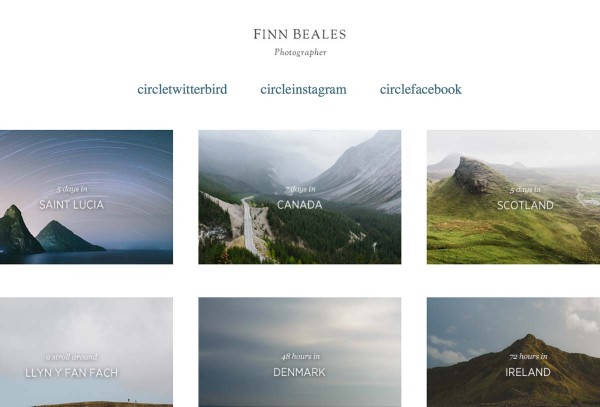 FINN BEALES
Photographer
circletwitterbird circleinstagram circlefacebook
5 days in
SAINT LUCIA
7 days in
CANADA
5 days in
SCOTLAND
a stroll around
LLYN Y FAN FACH
48 hours in
DENMARK
72 hours in
IRELAND